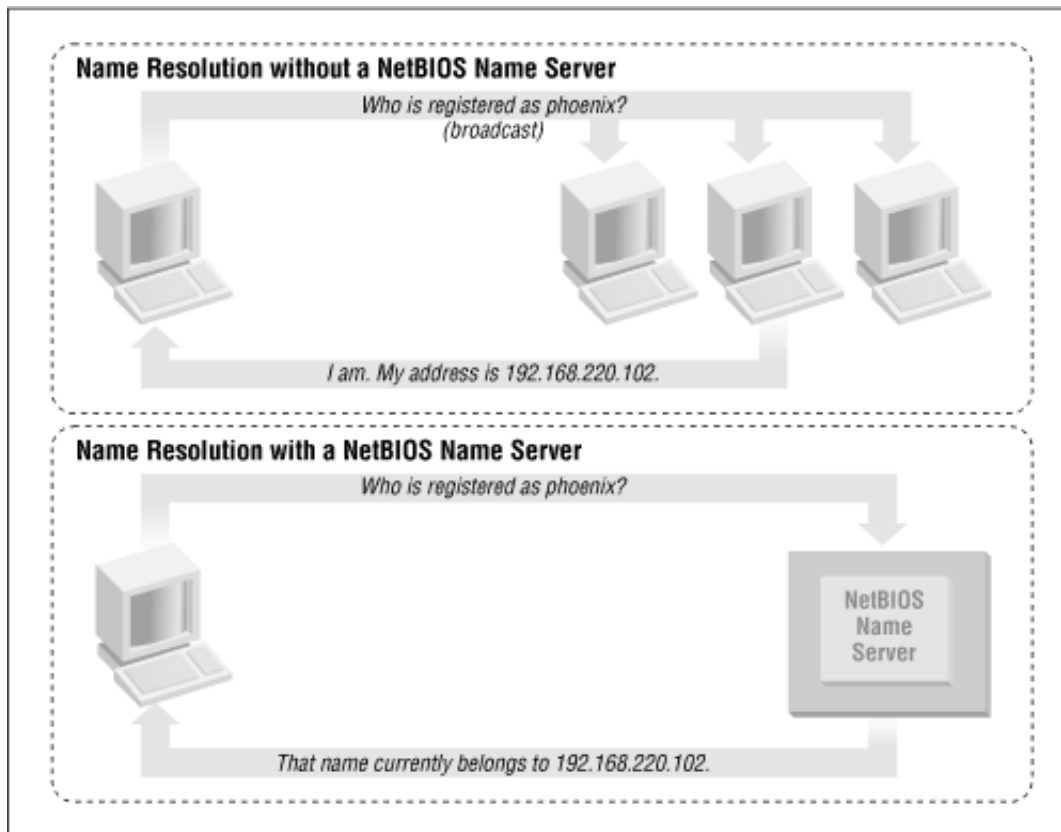 Name Resolution without a NetBIOS Name Server
Who is registered as phoenix?
(broadcast)
I am. My address is 192.168.220.102.
Name Resolution with a NetBIOS Name Server
Who is registered as phoenix?
NetBIOS
Name
Server
That name currently belongs to 192.168.220.102.